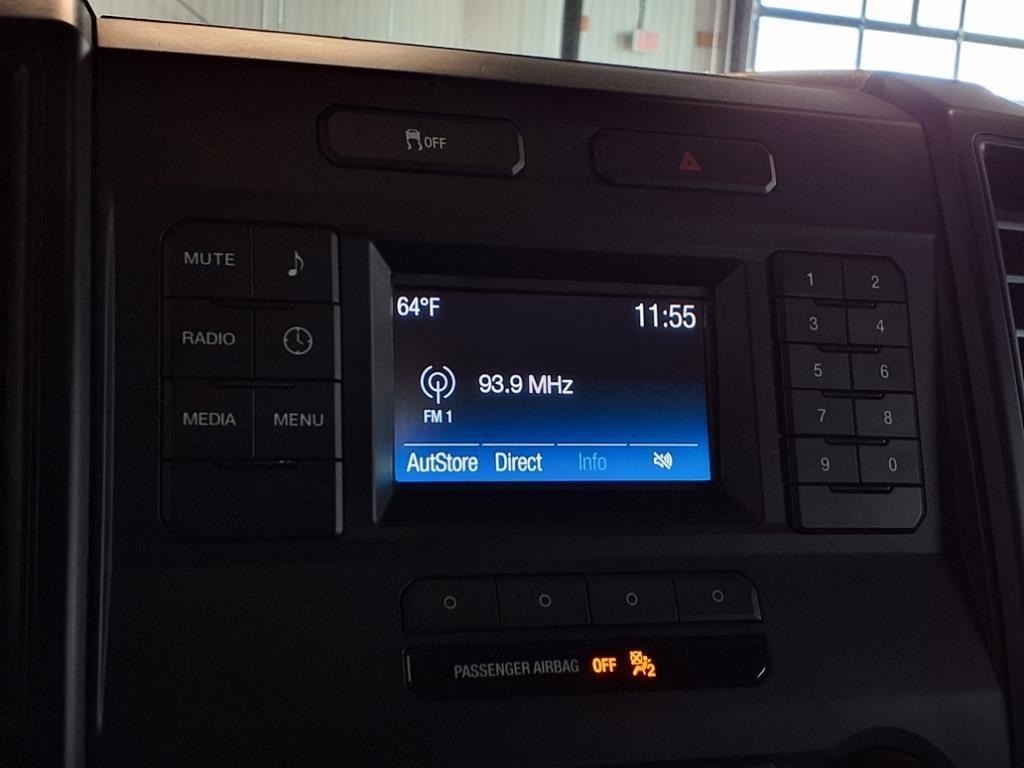 OFF
MUTE
RADIO
MEDIA MENU
64°F 11:55
93.9 MHz
FM 1
AutStore Direct Info
1 2
3 4
5 6
7 8
9 0
PASSENGER AIRBAG OFF 2